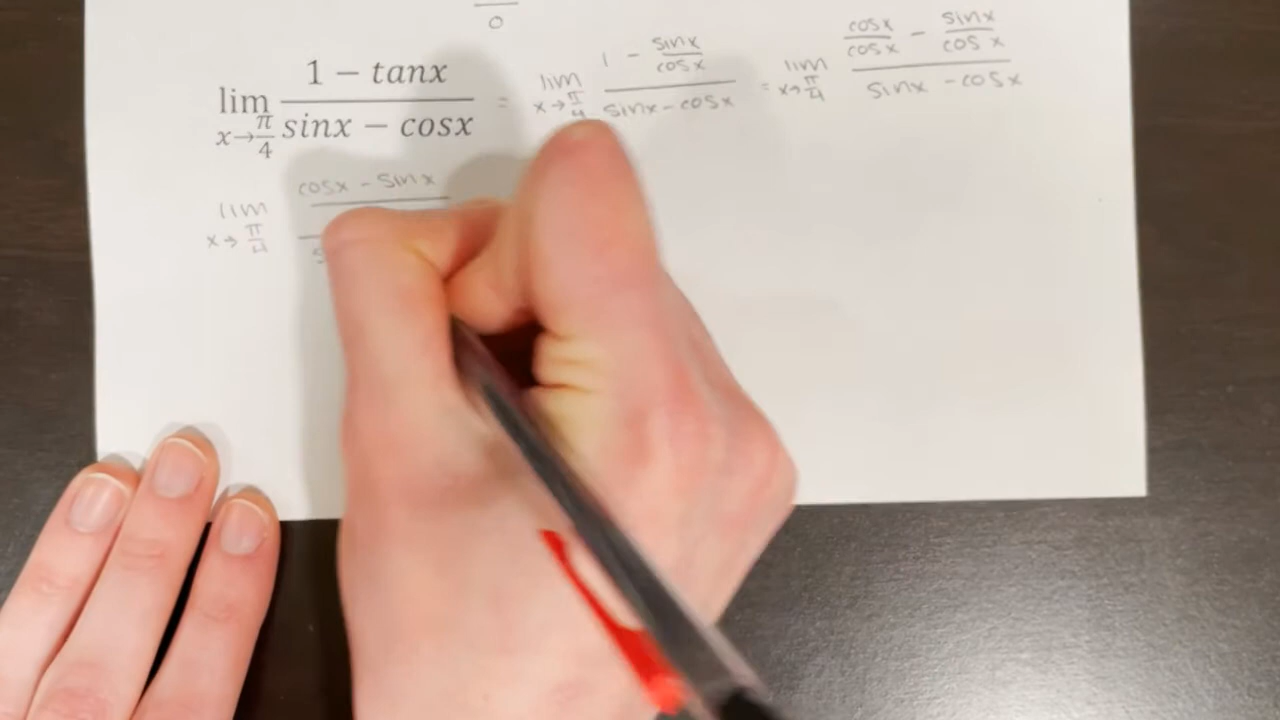 0
lim x→π/4 (1 − tanx)/(sinx − cosx) = lim x→π/4 (1 − sinx/cosx)/(sinx − cosx) = lim x→π/4 (cosx/cosx − sinx/cosx)/(sinx − cosx)
lim x→π/4 cosx − sinx
s